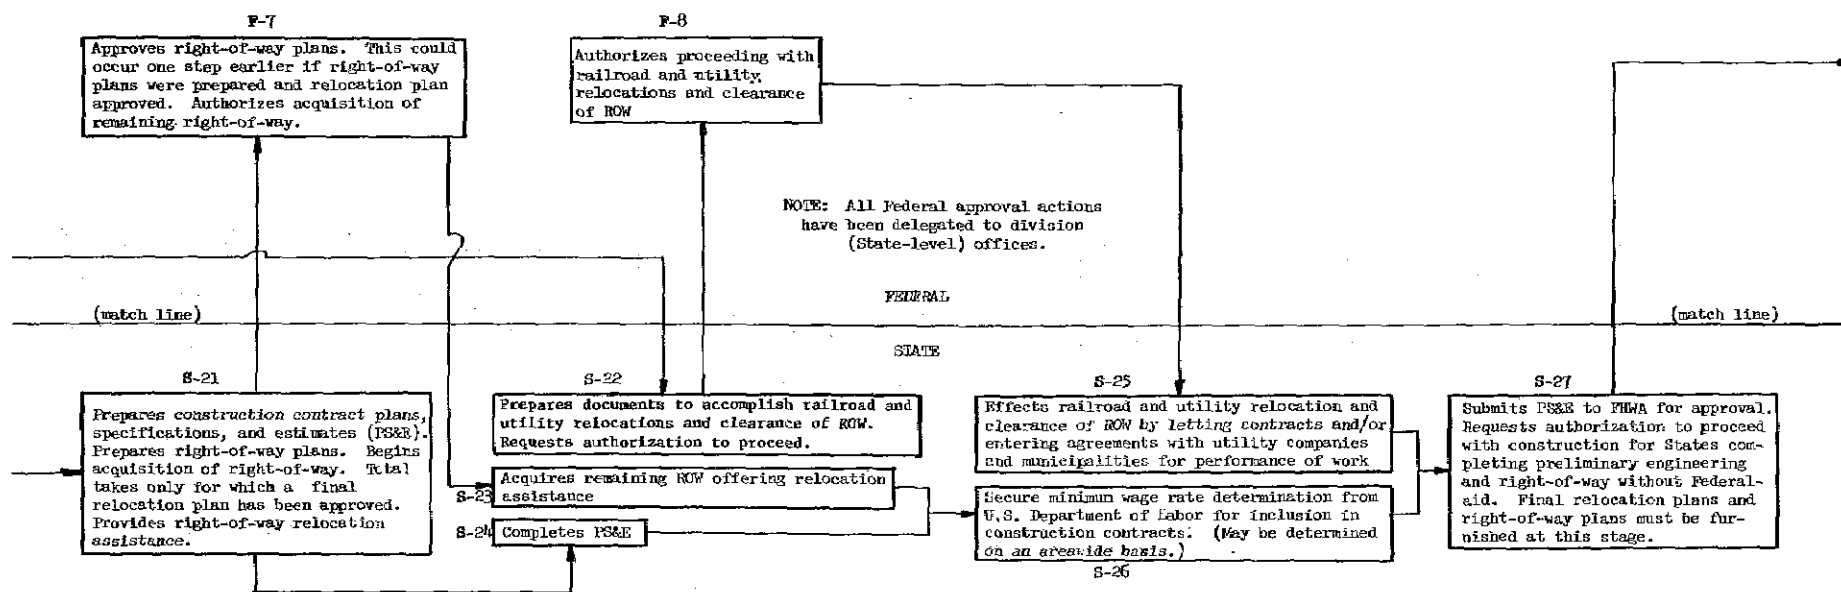 F-7
Approves right-of-way plans. This could
occur one step earlier if right-of-way
plans were prepared and relocation plan
approved. Authorizes acquisition of
remaining right-of-way.
F-8
Authorizes proceeding with
railroad and utility
relocations and clearance
of ROW
NOTE: All Federal approval actions
have been delegated to division
(State-level) offices.
FEDERAL
(match line)
(match line)
STATE
S-21
Prepares construction contract plans,
specifications, and estimates (PS&E).
Prepares right-of-way plans. Begins
acquisition of right-of-way. Total
takes only for which a final
relocation plan has been approved.
Provides right-of-way relocation
assistance.
S-22
Prepares documents to accomplish railroad and
utility relocations and clearance of ROW.
Requests authorization to proceed.
S-23
Acquires remaining ROW offering relocation
assistance
S-24
Completes PS&E
S-25
Effects railroad and utility relocation and
clearance of ROW by letting contracts and/or
entering agreements with utility companies
and municipalities for performance of work
Secure minimum wage rate determination from
U.S. Department of Labor for inclusion in
construction contracts. (May be determined
on an areawide basis.)
S-26
S-27
Submits PS&E to FHWA for approval.
Requests authorization to proceed
with construction for States com-
pleting preliminary engineering
and right-of-way without Federal-
aid. Final relocation plans and
right-of-way plans must be fur-
nished at this stage.